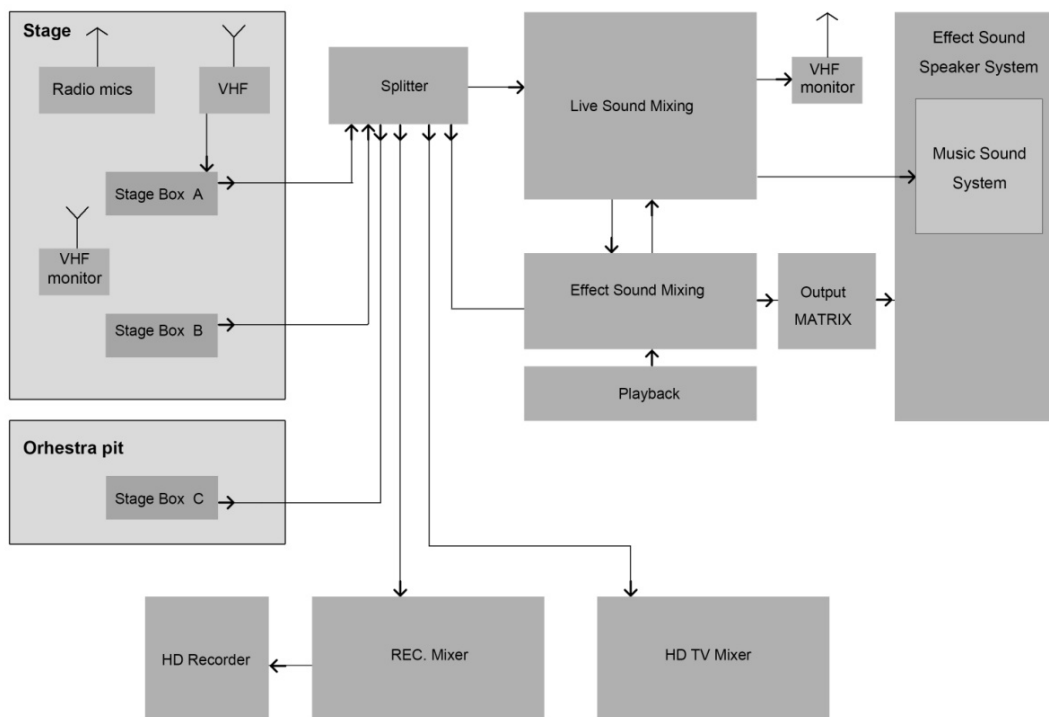 Stage
Radio mics
VHF
Stage Box A
VHF
monitor
Stage Box B
Orhestra pit
Stage Box C
Splitter
Live Sound Mixing
VHF
monitor
Effect Sound
Speaker System
Music Sound
System
Effect Sound Mixing
Output
MATRIX
Playback
HD Recorder
REC. Mixer
HD TV Mixer